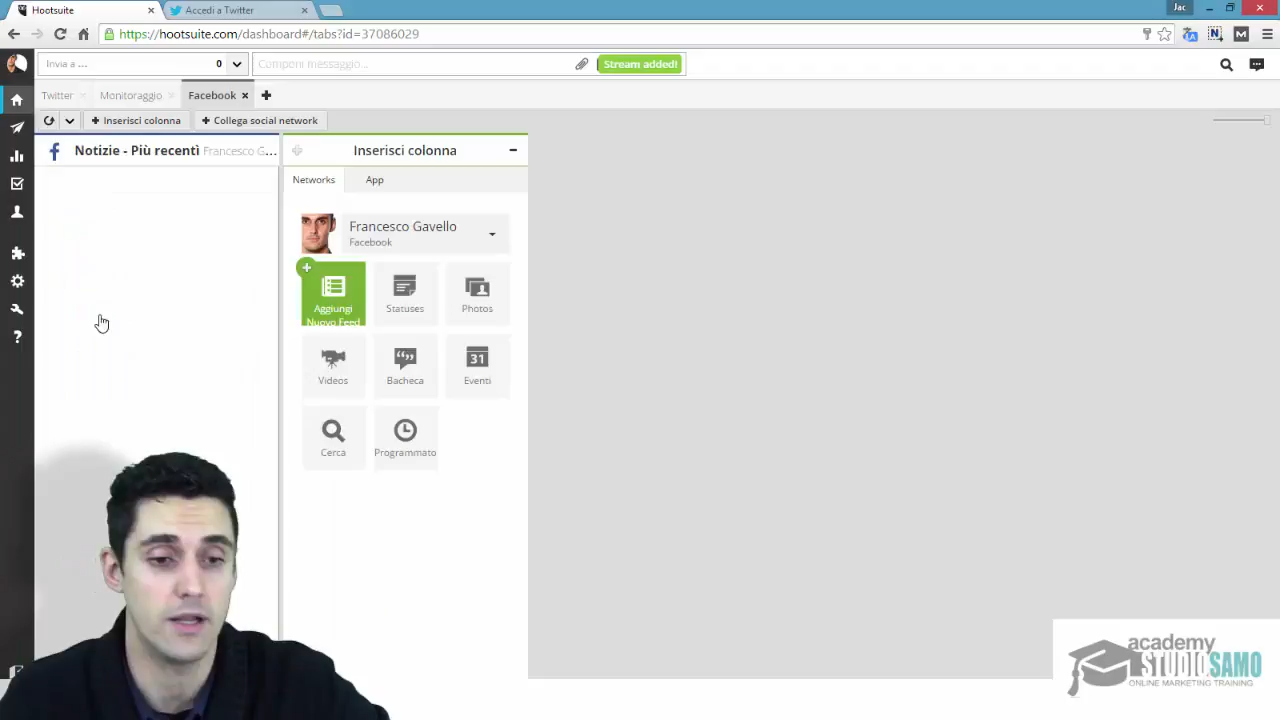 Hootsuite
Accedi a Twitter
Jac
https://hootsuite.com/dashboard#/tabs?id=37086029
Invia a ...
0
Componi messaggio...
Stream added!
Twitter
Monitoraggio
Facebook
Inserisci colonna
Collega social network
Notizie - Più recenti Francesco G...
Inserisci colonna
Networks
App
Francesco Gavello
Facebook
Aggiungi
Nuovo Feed
Statuses
Photos
Videos
Bacheca
31
Eventi
Cerca
Programmato
academy
STUDIOSAMO
ONLINE MARKETING TRAINING